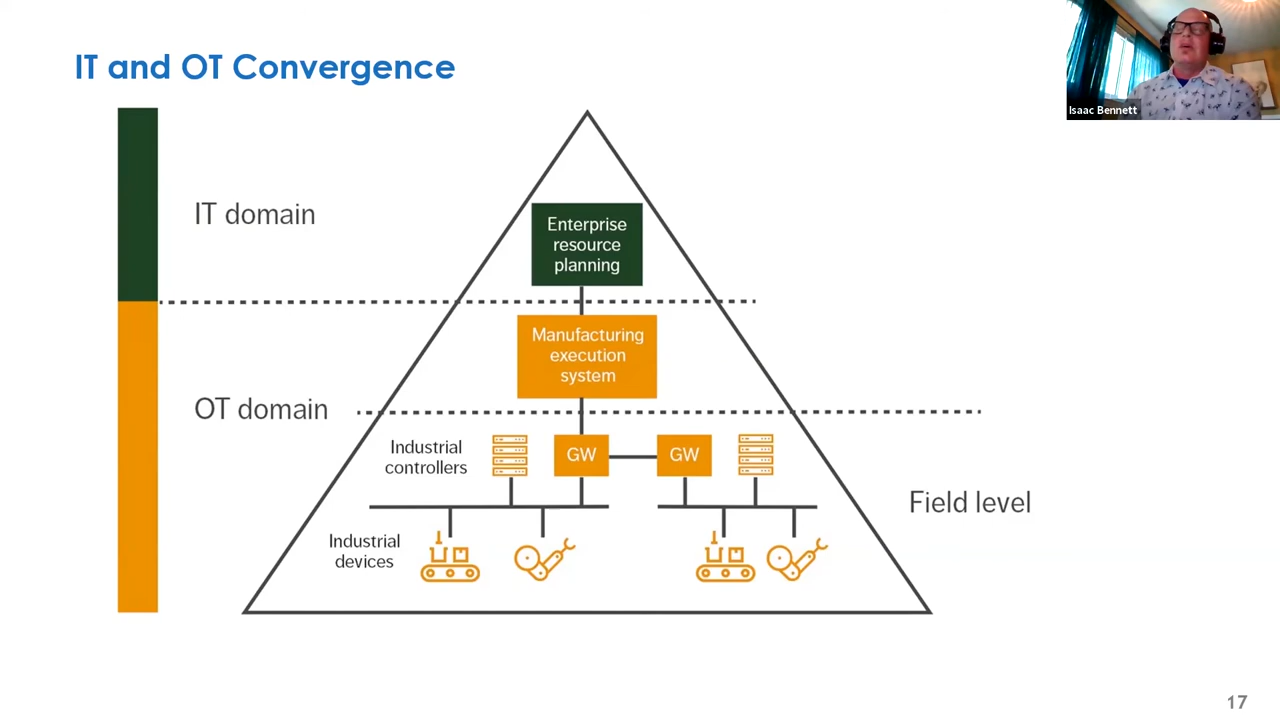 IT and OT Convergence
Isaac Bennett
IT domain
Enterprise
resource
planning
Manufacturing
execution
system
OT domain
Industrial
controllers
GW
GW
Field level
Industrial
devices
17